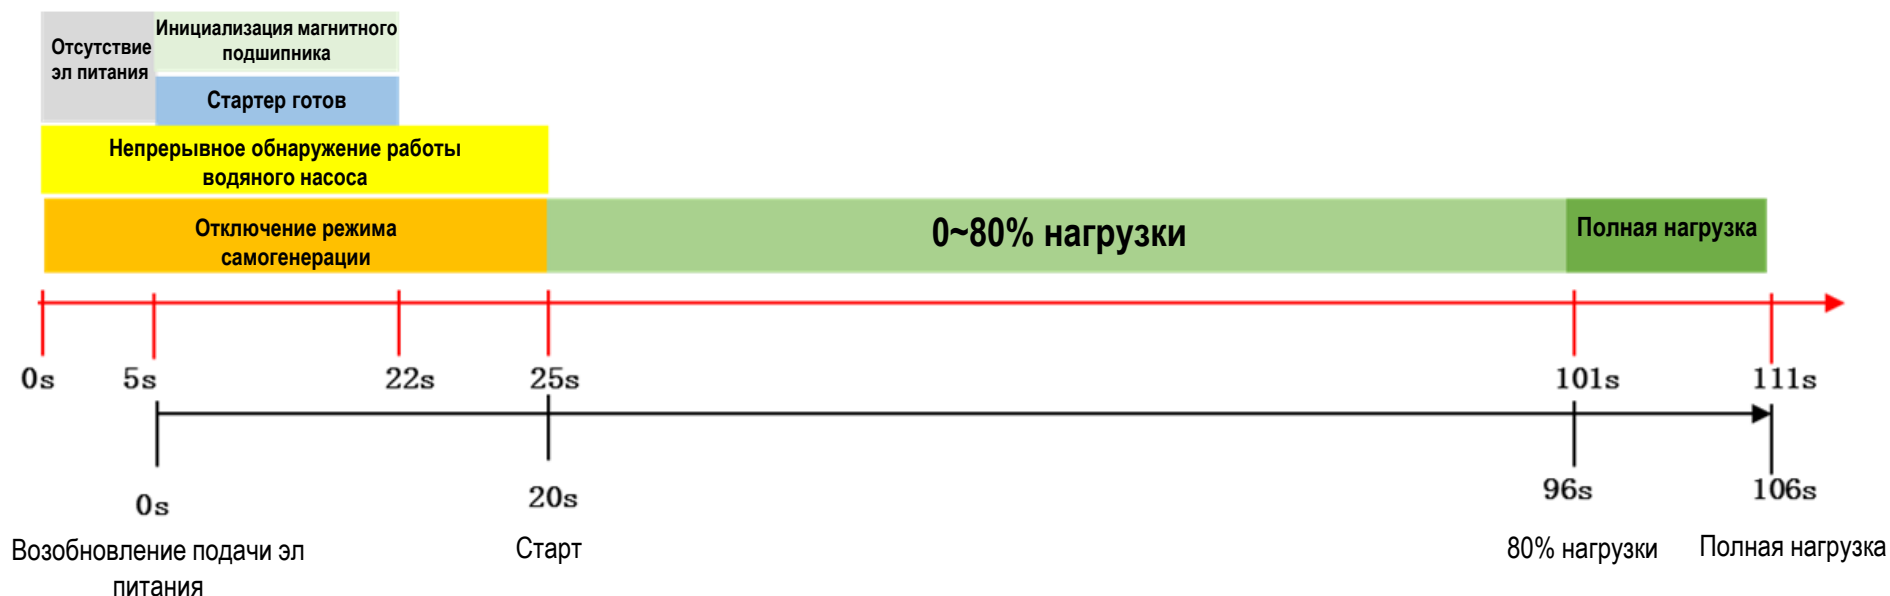 Отсутствие
эл питания
Инициализация магнитного
подшипника
Стартер готов
Непрерывное обнаружение работы
водяного насоса
Отключение режима
самогенерации
0~80% нагрузки
Полная нагрузка
0s
5s
22s
25s
101s
111s
0s
20s
96s
106s
Возобновление подачи эл
питания
Старт
80% нагрузки
Полная нагрузка